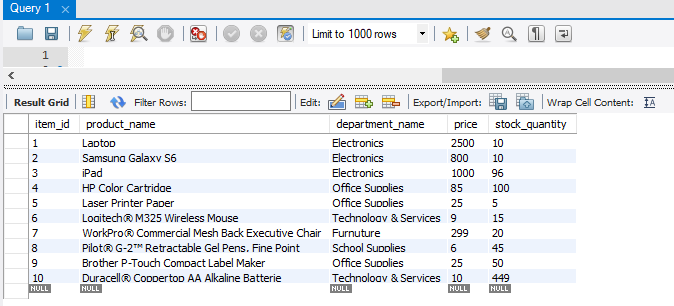 Query 1
Limit to 1000 rows
1
Result Grid Filter Rows: Edit: Export/Import: Wrap Cell Content:
item_id product_name department_name price stock_quantity
1 Laptop Electronics 2500 10
2 Samsung Galaxy S6 Electronics 800 10
3 iPad Electronics 1000 96
4 HP Color Cartridge Office Supplies 85 100
5 Laser Printer Paper Office Supplies 25 5
6 Logitech® M325 Wireless Mouse Technology & Services 9 15
7 WorkPro® Commercial Mesh Back Executive Chair Furnuture 299 20
8 Pilot® G-2™ Retractable Gel Pens, Fine Point School Supplies 6 45
9 Brother P-Touch Compact Label Maker Office Supplies 25 50
10 Duracell® Coppertop AA Alkaline Batterie Technology & Services 10 449
NULL NULL NULL NULL NULL